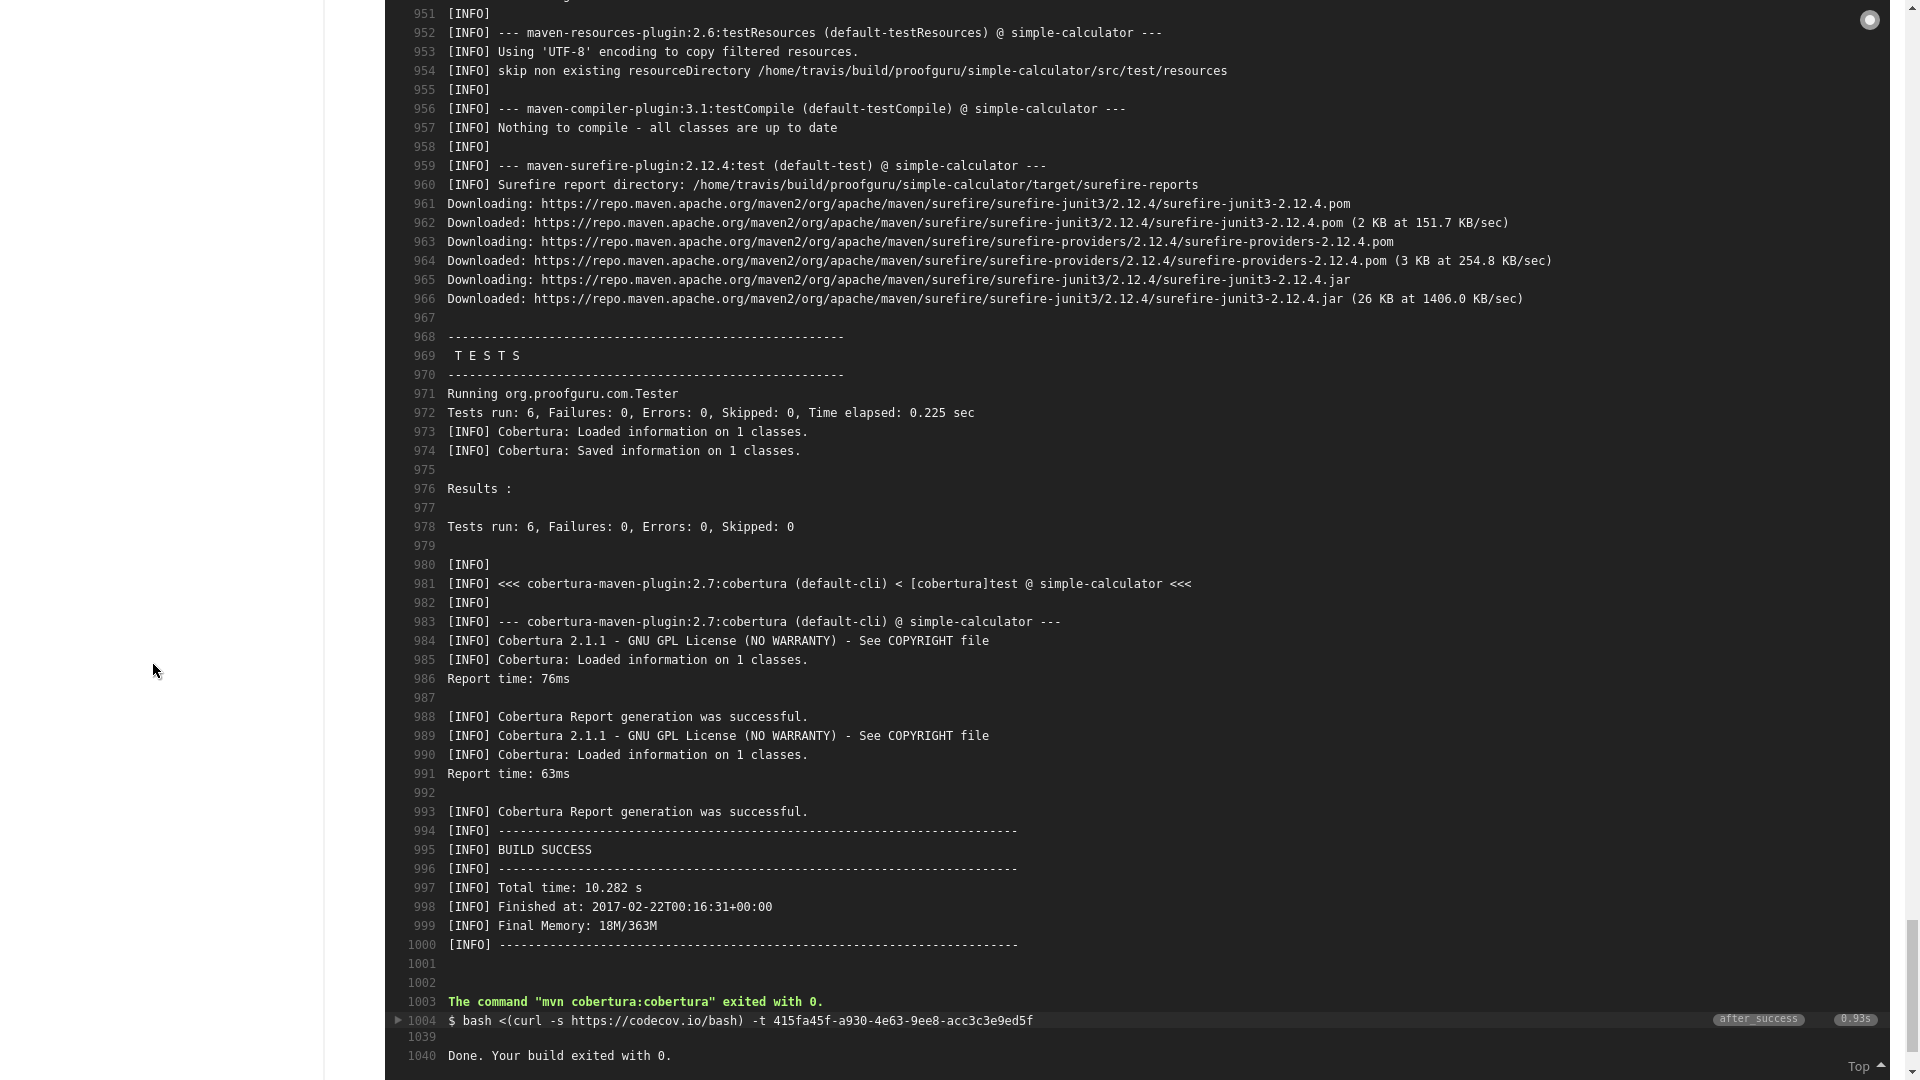 951 [INFO]
952 [INFO] --- maven-resources-plugin:2.6:testResources (default-testResources) @ simple-calculator ---
953 [INFO] Using 'UTF-8' encoding to copy filtered resources.
954 [INFO] skip non existing resourceDirectory /home/travis/build/proofguru/simple-calculator/src/test/resources
955 [INFO]
956 [INFO] --- maven-compiler-plugin:3.1:testCompile (default-testCompile) @ simple-calculator ---
957 [INFO] Nothing to compile - all classes are up to date
958 [INFO]
959 [INFO] --- maven-surefire-plugin:2.12.4:test (default-test) @ simple-calculator ---
960 [INFO] Surefire report directory: /home/travis/build/proofguru/simple-calculator/target/surefire-reports
961 Downloading: https://repo.maven.apache.org/maven2/org/apache/maven/surefire/surefire-junit3/2.12.4/surefire-junit3-2.12.4.pom
962 Downloaded: https://repo.maven.apache.org/maven2/org/apache/maven/surefire/surefire-junit3/2.12.4/surefire-junit3-2.12.4.pom (2 KB at 151.7 KB/sec)
963 Downloading: https://repo.maven.apache.org/maven2/org/apache/maven/surefire/surefire-providers/2.12.4/surefire-providers-2.12.4.pom
964 Downloaded: https://repo.maven.apache.org/maven2/org/apache/maven/surefire/surefire-providers/2.12.4/surefire-providers-2.12.4.pom (3 KB at 254.8 KB/sec)
965 Downloading: https://repo.maven.apache.org/maven2/org/apache/maven/surefire/surefire-junit3/2.12.4/surefire-junit3-2.12.4.jar
966 Downloaded: https://repo.maven.apache.org/maven2/org/apache/maven/surefire/surefire-junit3/2.12.4/surefire-junit3-2.12.4.jar (26 KB at 1406.0 KB/sec)
967
968 -------------------------------------------------------
969 T E S T S
970 -------------------------------------------------------
971 Running org.proofguru.com.Tester
972 Tests run: 6, Failures: 0, Errors: 0, Skipped: 0, Time elapsed: 0.225 sec
973 [INFO] Cobertura: Loaded information on 1 classes.
974 [INFO] Cobertura: Saved information on 1 classes.
975
976 Results :
977
978 Tests run: 6, Failures: 0, Errors: 0, Skipped: 0
979
980 [INFO]
981 [INFO] <<< cobertura-maven-plugin:2.7:cobertura (default-cli) < [cobertura]test @ simple-calculator <<<
982 [INFO]
983 [INFO] --- cobertura-maven-plugin:2.7:cobertura (default-cli) @ simple-calculator ---
984 [INFO] Cobertura 2.1.1 - GNU GPL License (NO WARRANTY) - See COPYRIGHT file
985 [INFO] Cobertura: Loaded information on 1 classes.
986 Report time: 76ms
987
988 [INFO] Cobertura Report generation was successful.
989 [INFO] Cobertura 2.1.1 - GNU GPL License (NO WARRANTY) - See COPYRIGHT file
990 [INFO] Cobertura: Loaded information on 1 classes.
991 Report time: 63ms
992
993 [INFO] Cobertura Report generation was successful.
994 [INFO] ------------------------------------------------------------------------
995 [INFO] BUILD SUCCESS
996 [INFO] ------------------------------------------------------------------------
997 [INFO] Total time: 10.282 s
998 [INFO] Finished at: 2017-02-22T00:16:31+00:00
999 [INFO] Final Memory: 18M/363M
1000 [INFO] ------------------------------------------------------------------------
1001
1002
1003 The command "mvn cobertura:cobertura" exited with 0.
1004 $ bash <(curl -s https://codecov.io/bash) -t 415fa45f-a930-4e63-9ee8-acc3c3e9ed5f after_success 0.93s
1039
1040 Done. Your build exited with 0.
Top